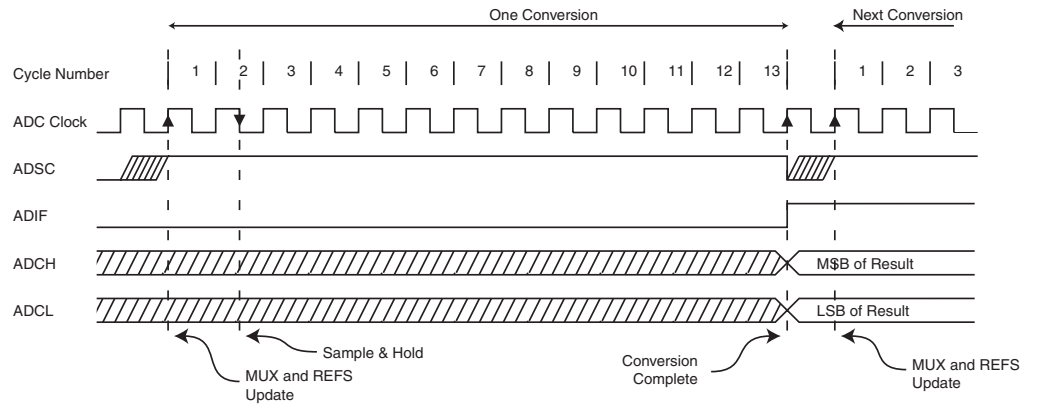 One Conversion
Next Conversion
Cycle Number 1 2 3 4 5 6 7 8 9 10 11 12 13 1 2 3
ADC Clock
ADSC
ADIF
ADCH MSB of Result
ADCL LSB of Result
Sample & Hold
MUX and REFS
Update
Conversion
Complete
MUX and REFS
Update